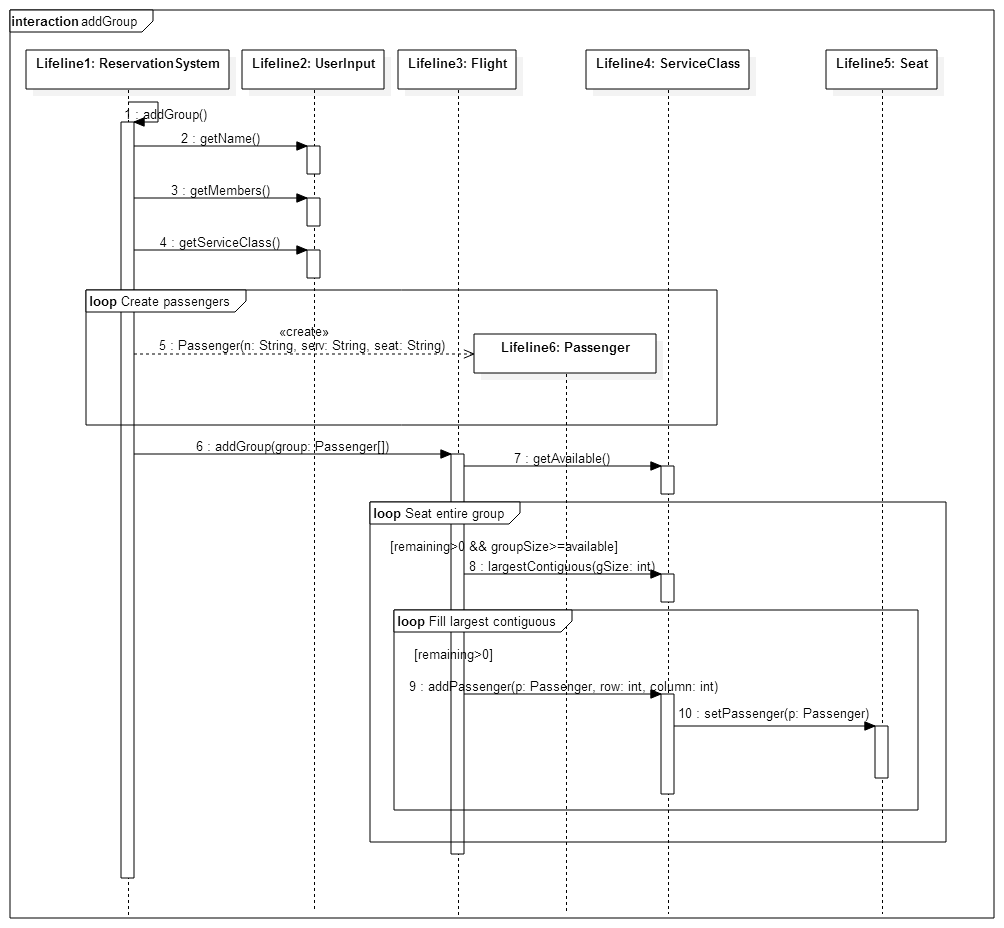 interaction addGroup
Lifeline1: ReservationSystem
Lifeline2: UserInput
Lifeline3: Flight
Lifeline4: ServiceClass
Lifeline5: Seat
1 : addGroup()
2 : getName()
3 : getMembers()
4 : getServiceClass()
loop Create passengers
«create»
5 : Passenger(n: String, serv: String, seat: String)
Lifeline6: Passenger
6 : addGroup(group: Passenger[])
7 : getAvailable()
loop Seat entire group
[remaining>0 && groupSize>=available]
8 : largestContiguous(gSize: int)
loop Fill largest contiguous
[remaining>0]
9 : addPassenger(p: Passenger, row: int, column: int)
10 : setPassenger(p: Passenger)